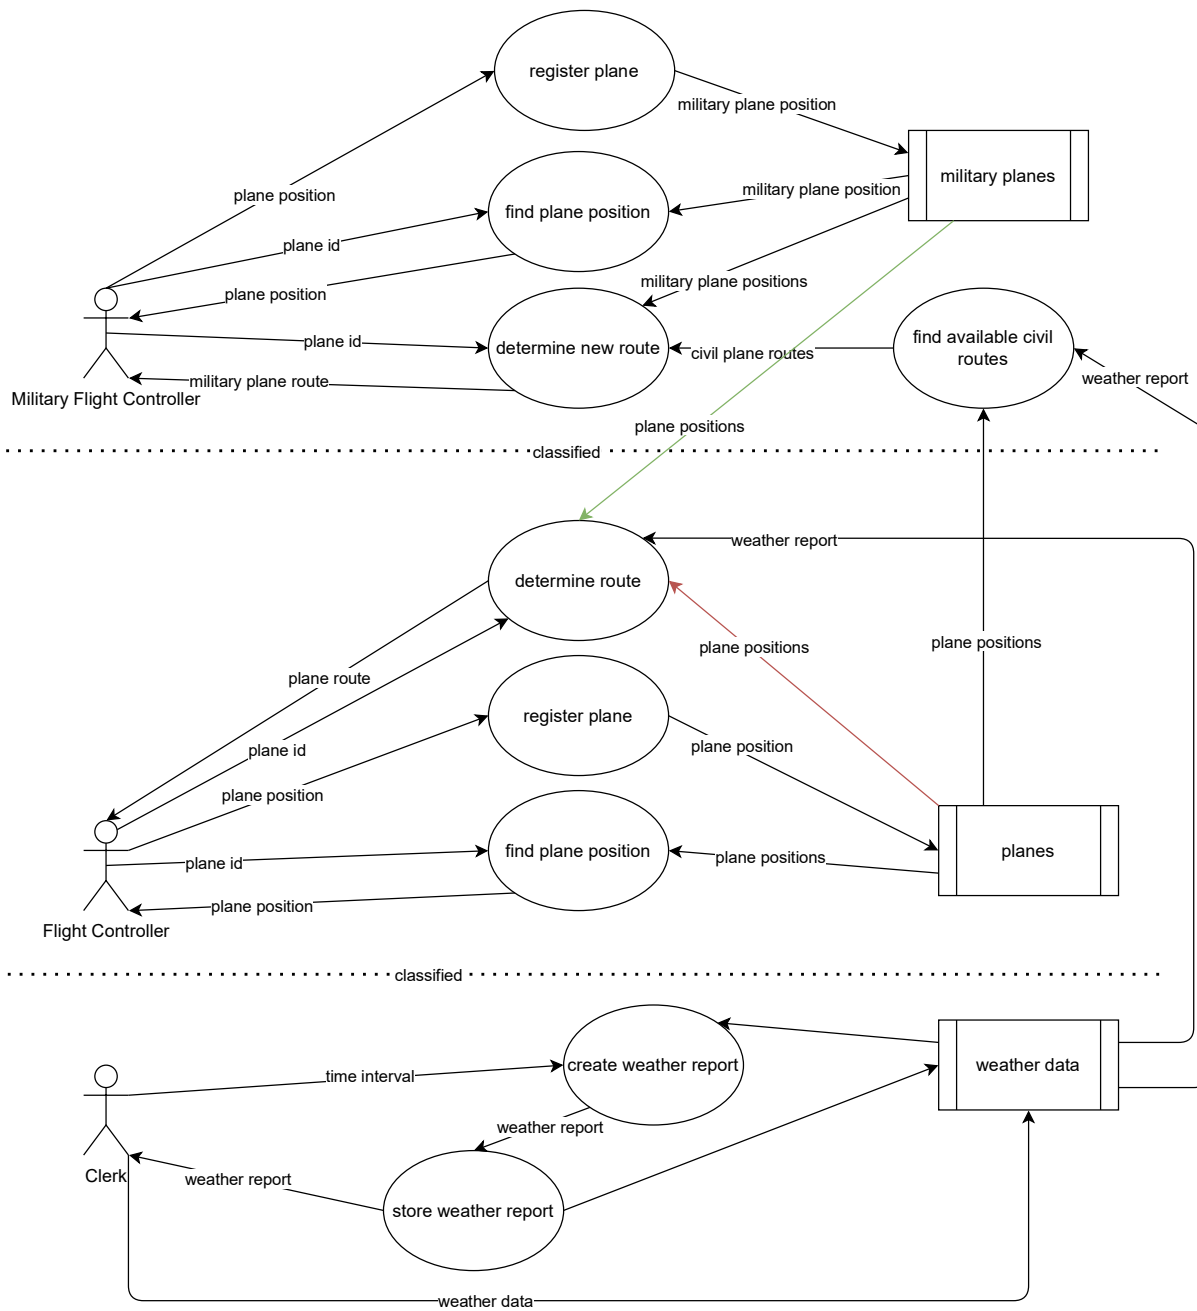 register plane
military plane position
military planes
plane position
military plane position
find plane position
plane id
military plane positions
plane position
find available civil
routes
plane id
determine new route
civil plane routes
weather report
military plane route
Military Flight Controller
plane positions
classified
weather report
determine route
plane positions
plane positions
plane route
register plane
plane id
plane position
plane position
find plane position
plane positions
planes
plane id
plane position
Flight Controller
classified
time interval
create weather report
weather data
weather report
Clerk
weather report
store weather report
weather data